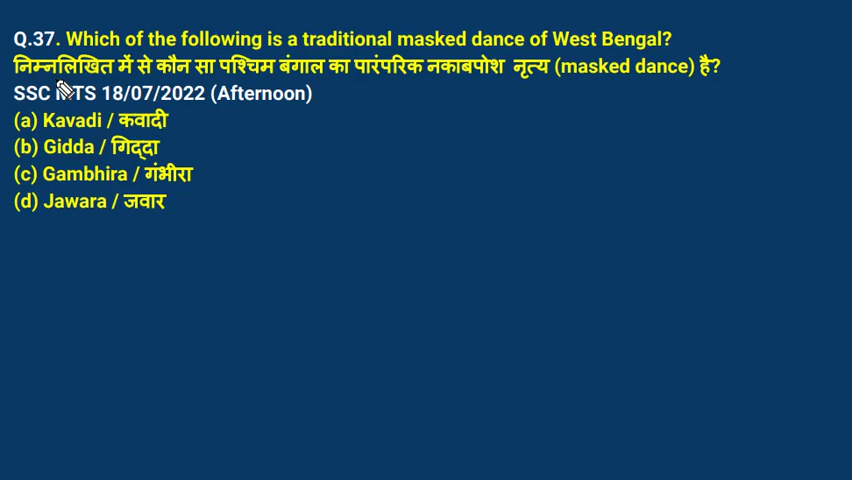 Q.37. Which of the following is a traditional masked dance of West Bengal?
निम्नलिखित में से कौन सा पश्चिम बंगाल का पारंपरिक नकाबपोश नृत्य (masked dance) है?
SSC MTS 18/07/2022 (Afternoon)
(a) Kavadi / कवादी
(b) Gidda / गिद्दा
(c) Gambhira / गंभीरा
(d) Jawara / जवार